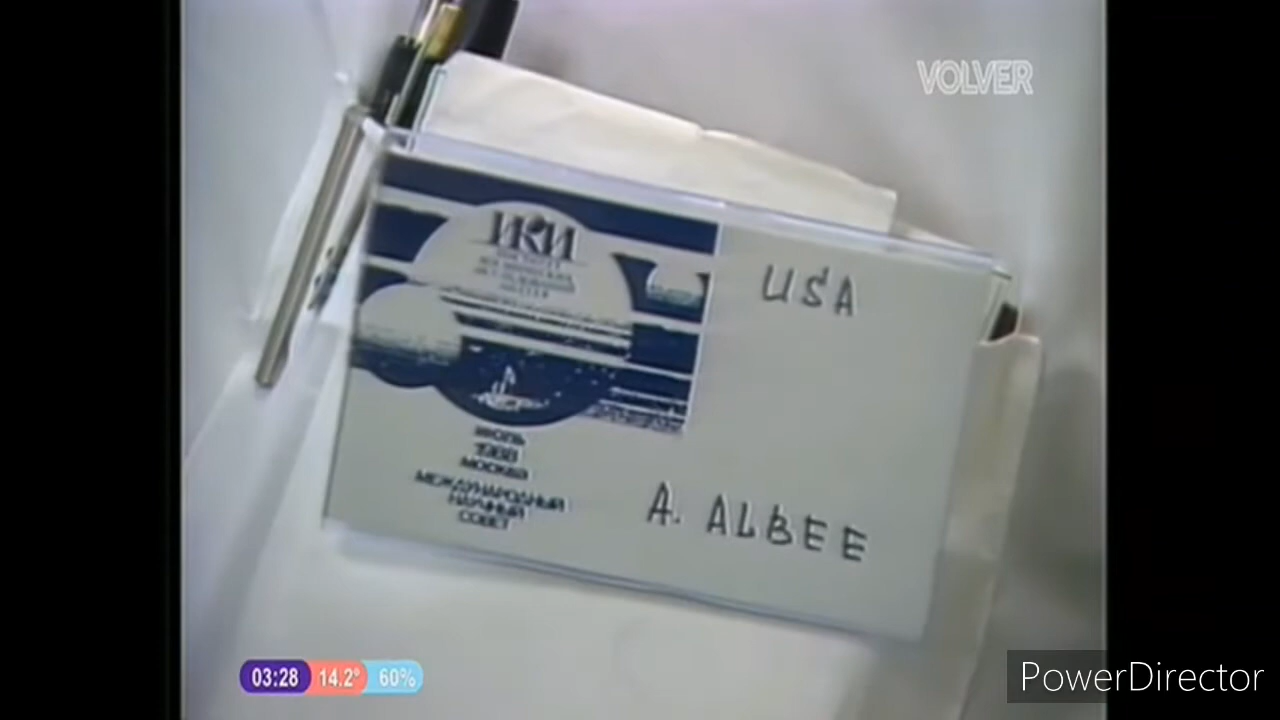 VOLVER
ИКИ
USA
ИЮЛЬ
1988
МОСКВА
МЕЖДУНАРОДНЫЙ
НАУЧНЫЙ
СОВЕТ
A. ALBEE
03:28 14.2° 60%
PowerDirector